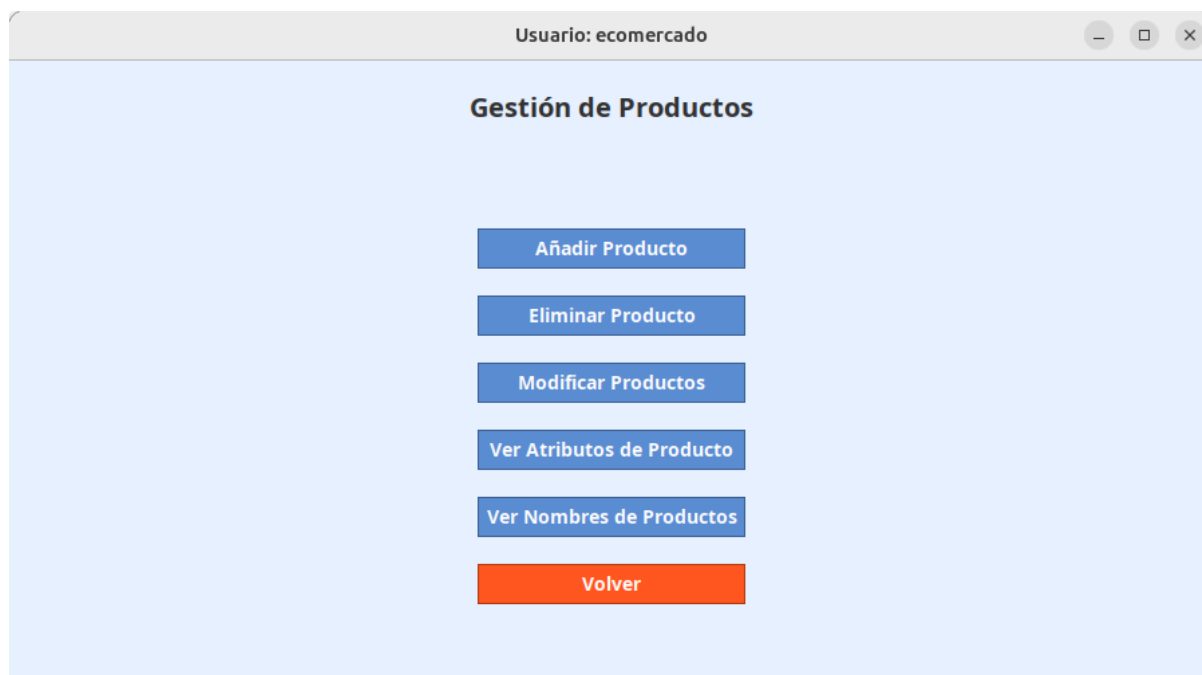 Usuario: ecomercado
Gestión de Productos
Añadir Producto
Eliminar Producto
Modificar Productos
Ver Atributos de Producto
Ver Nombres de Productos
Volver